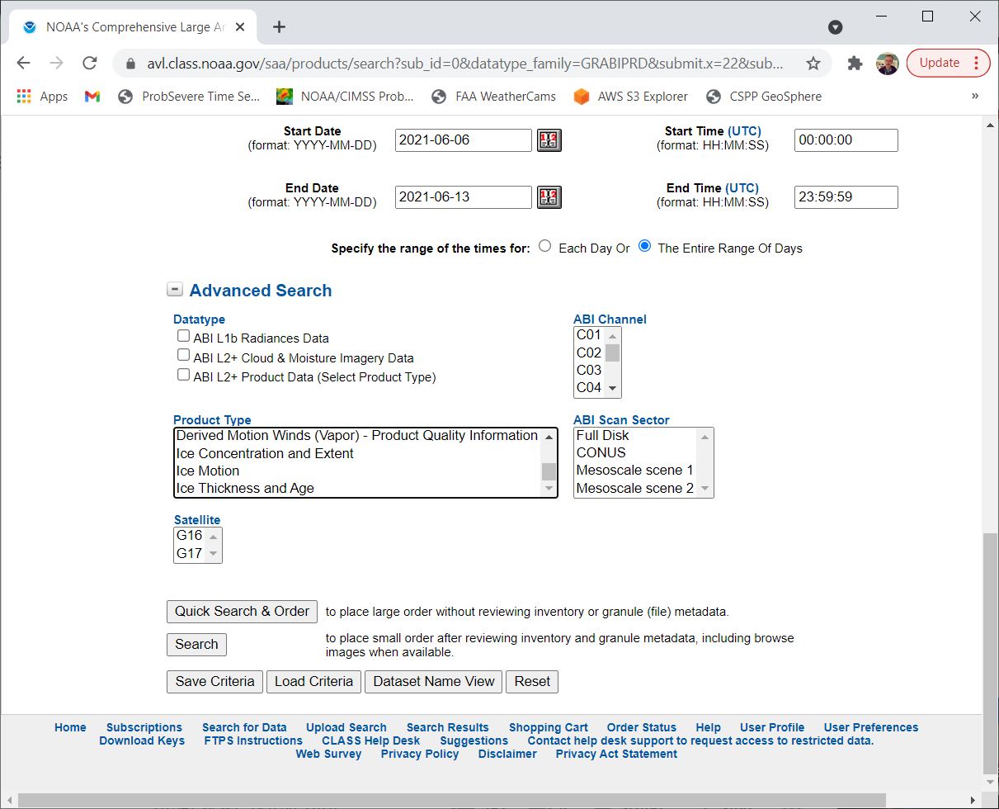 NOAA's Comprehensive Large Ar
avl.class.noaa.gov/saa/products/search?sub_id=0&datatype_family=GRABIPRD&submit.x=22&sub...
Update
Apps ProbSevere Time Se... NOAA/CIMSS Prob... FAA WeatherCams AWS S3 Explorer CSPP GeoSphere »
Start Date 2021-06-06 Start Time (UTC) 00:00:00
(format: YYYY-MM-DD) (format: HH:MM:SS)
End Date 2021-06-13 End Time (UTC) 23:59:59
(format: YYYY-MM-DD) (format: HH:MM:SS)
Specify the range of the times for: Each Day Or The Entire Range Of Days
Advanced Search
Datatype ABI Channel
ABI L1b Radiances Data C01
ABI L2+ Cloud & Moisture Imagery Data C02
ABI L2+ Product Data (Select Product Type) C03
C04
Product Type ABI Scan Sector
Derived Motion Winds (Vapor) - Product Quality Information Full Disk
Ice Concentration and Extent CONUS
Ice Motion Mesoscale scene 1
Ice Thickness and Age Mesoscale scene 2
Satellite
G16
G17
Quick Search & Order to place large order without reviewing inventory or granule (file) metadata.
Search to place small order after reviewing inventory and granule metadata, including browse
images when available.
Save Criteria Load Criteria Dataset Name View Reset
Home Subscriptions Search for Data Upload Search Search Results Shopping Cart Order Status Help User Profile User Preferences
Download Keys FTPS Instructions CLASS Help Desk Suggestions Contact help desk support to request access to restricted data.
Web Survey Privacy Policy Disclaimer Privacy Act Statement